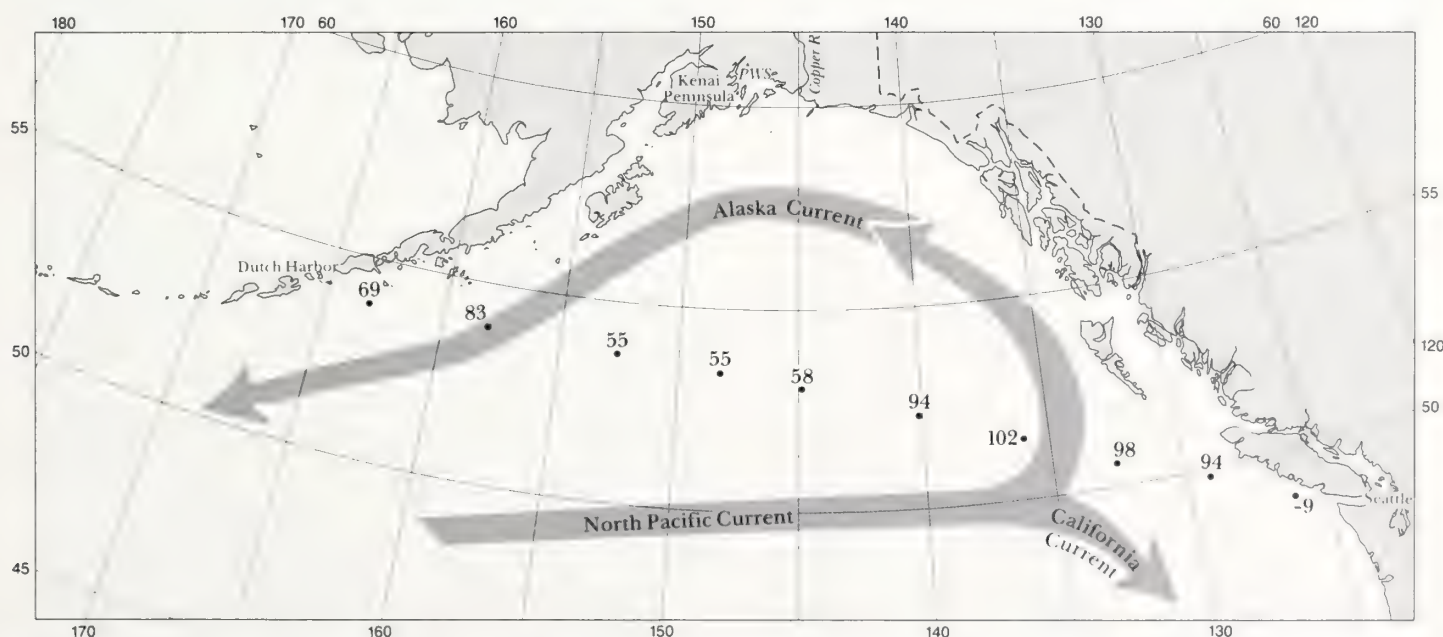 180
170 60
160
150
130
60 120
140
Copper R
PWS
Kenai
Peninsula
55
55
Alaska Current
Dutch Harbor
69
83
50
55
55
58
120
50
94
102
98
94
-9
Seattle
North Pacific Current
California
Current
45
170
160
150
140
130